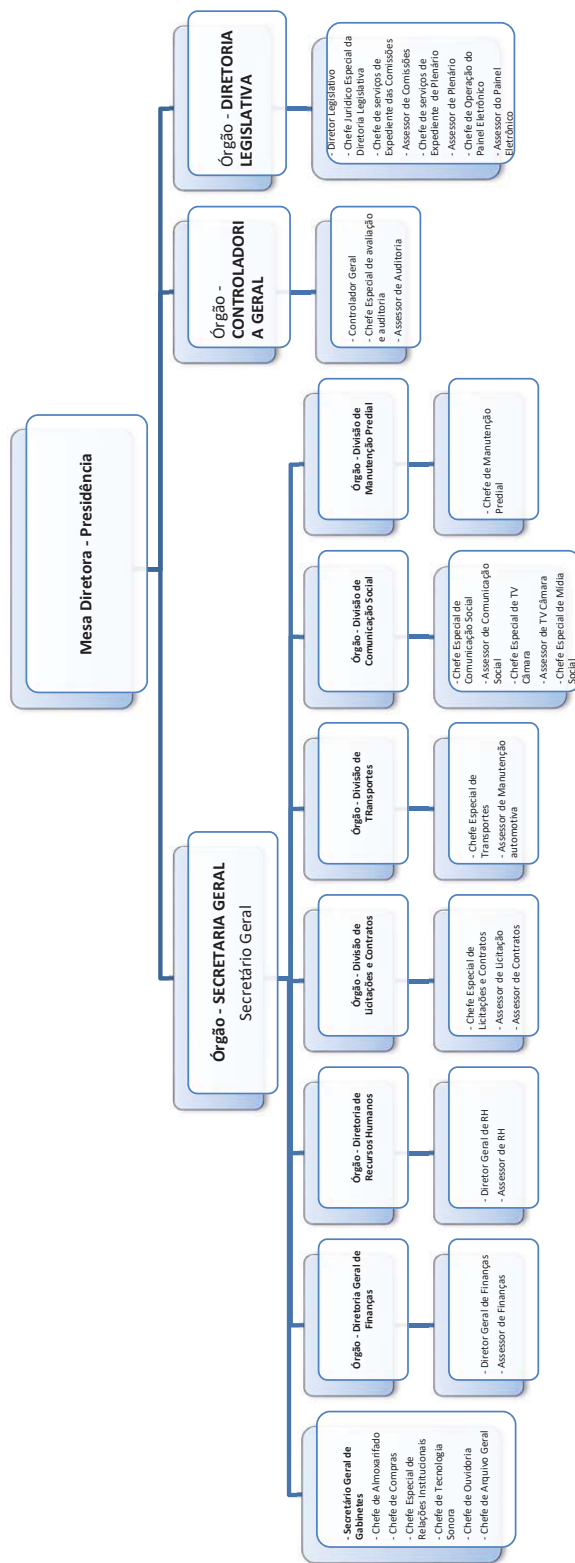 Mesa Diretora - Presidência
Órgão - SECRETARIA GERAL
Secretário Geral
Órgão -
CONTROLADORI
A GERAL
Órgão - DIRETORIA
LEGISLATIVA
- Secretário Geral de
Gabinetes
- Chefe de Almoxarifado
- Chefe de Compras
- Chefe Especial de
Relações Institucionais
- Chefe de Tecnologia
Sonora
- Chefe de Ouvidoria
- Chefe de Arquivo Geral
Órgão - Diretoria Geral de
Finanças
- Diretor Geral de Finanças
- Assessor de Finanças
Órgão - Diretoria de
Recursos Humanos
- Diretor Geral de RH
- Assessor de RH
Órgão - Divisão de
Licitações e Contratos
- Chefe Especial de
Licitações e Contratos
- Assessor de Licitação
- Assessor de Contratos
Órgão - Divisão de
TRansportes
- Chefe Especial de
Transportes
- Assessor de Manutenção
automotiva
Órgão - Divisão de
Comunicação Social
- Chefe Especial de
Comunicação Social
- Assessor de Comunicação
Social
- Chefe Especial de TV
Câmara
- Assessor de TV Câmara
- Chefe Especial de Mídia
Social
Órgão - Divisão de
Manutenção Predial
- Chefe de Manutenção
Predial
- Controlador Geral
- Chefe Especial de avaliação
e auditoria
- Assessor de Auditoria
- Diretor Legislativo
- Chefe Jurídico Especial da
Diretoria Legislativa
- Chefe de serviços de
Expediente das Comissões
- Assessor de Comissões
- Chefe de serviços de
Expediente de Plenário
- Assessor de Plenário
- Chefe de Operação do
Painel Eletrônico
- Assessor do Painel
Eletrônico